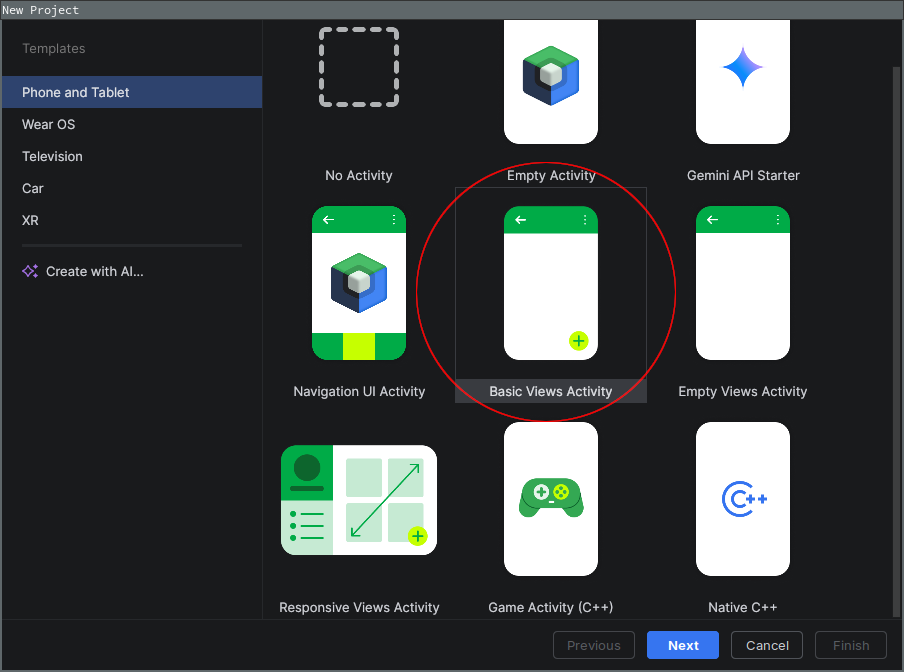 New Project
Templates
Phone and Tablet
Wear OS
Television
Car
XR
Create with AI...
No Activity
Empty Activity
Gemini API Starter
Navigation UI Activity
Basic Views Activity
Empty Views Activity
Responsive Views Activity
Game Activity (C++)
C++
Native C++
Previous
Next
Cancel
Finish